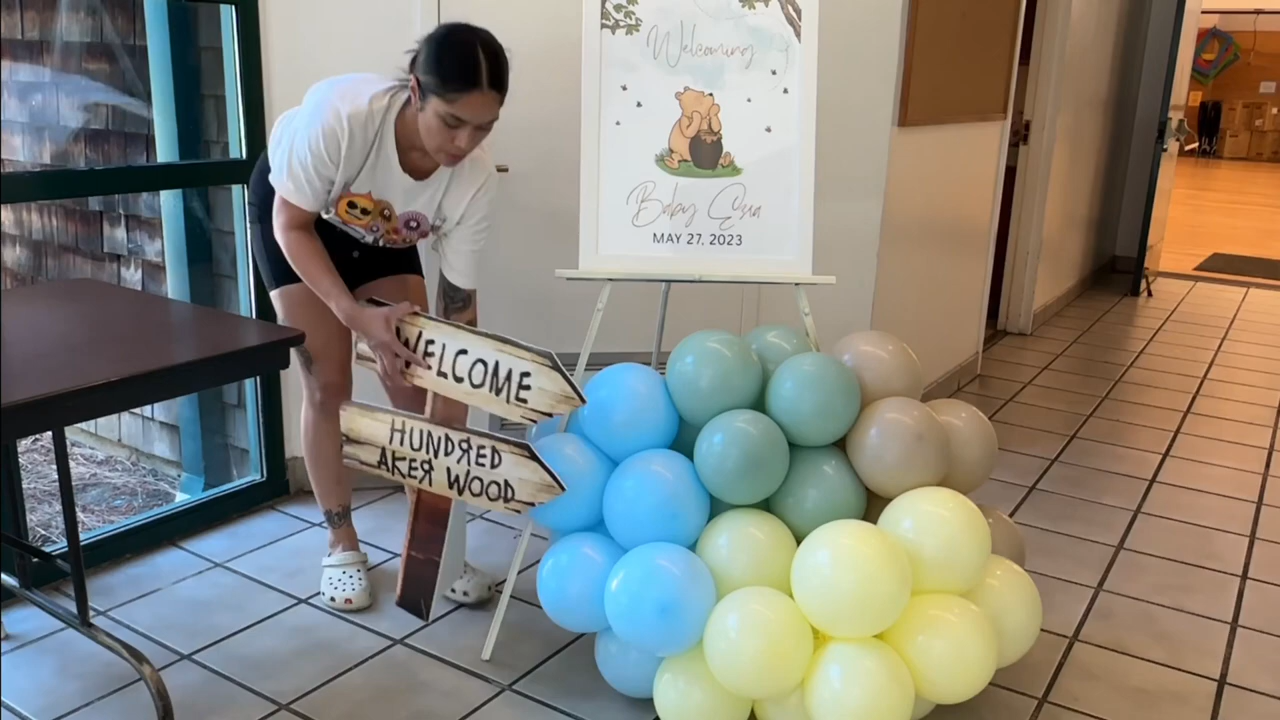 Welcoming
Baby Ezra
MAY 27, 2023
WELCOME
HUNDRED
AKER WOOD